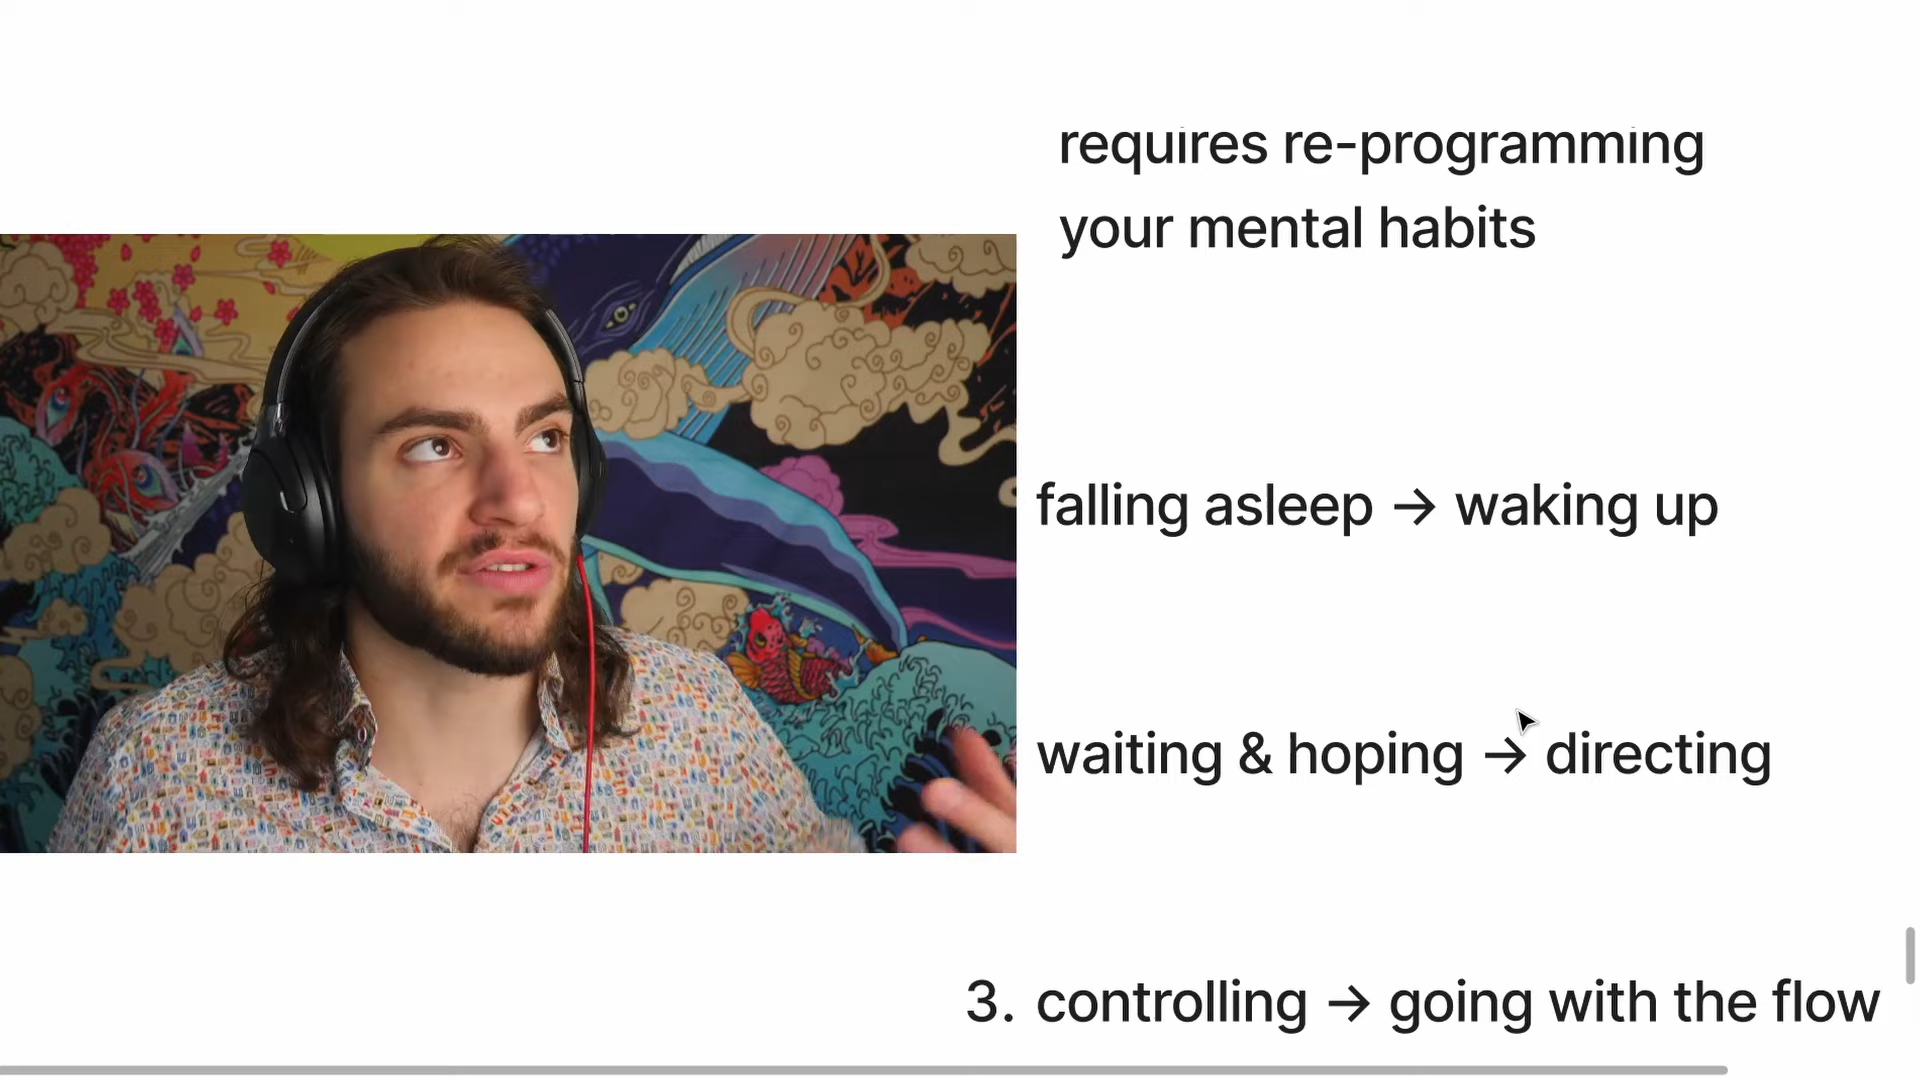 requires re-programming
your mental habits
falling asleep → waking up
waiting & hoping → directing
3. controlling → going with the flow